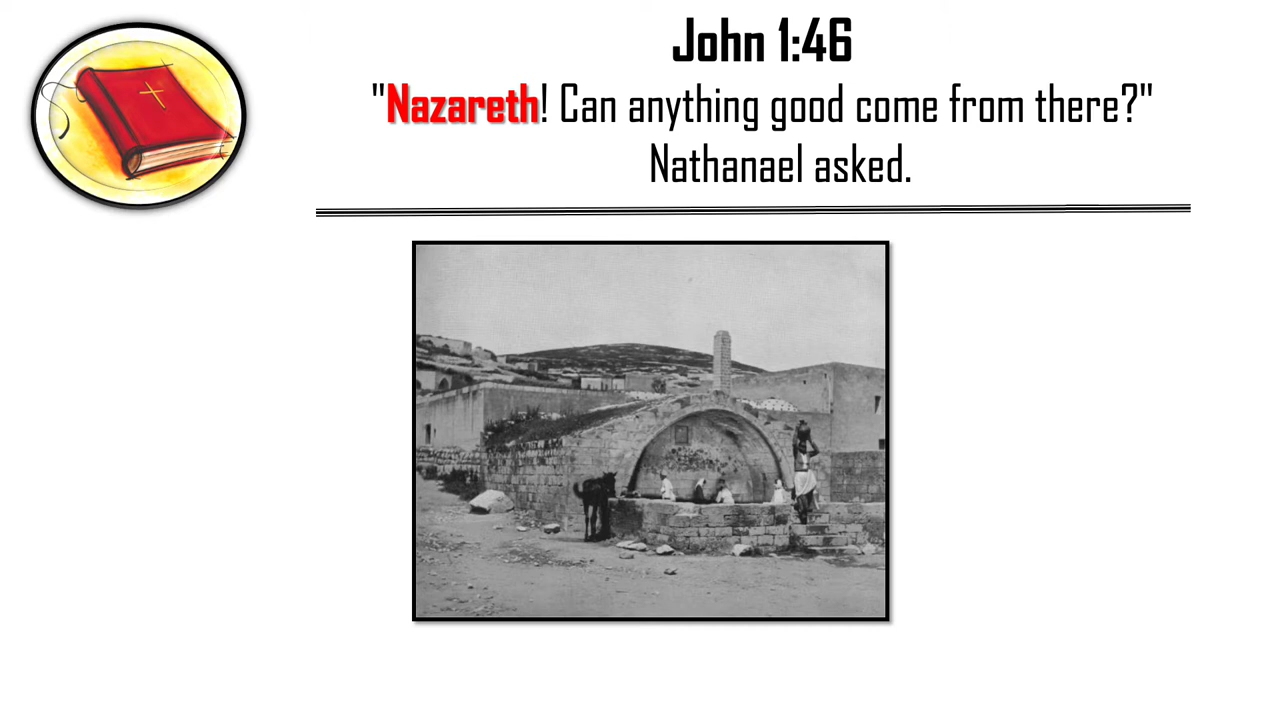 John 1:46
"Nazareth! Can anything good come from there?"
Nathanael asked.